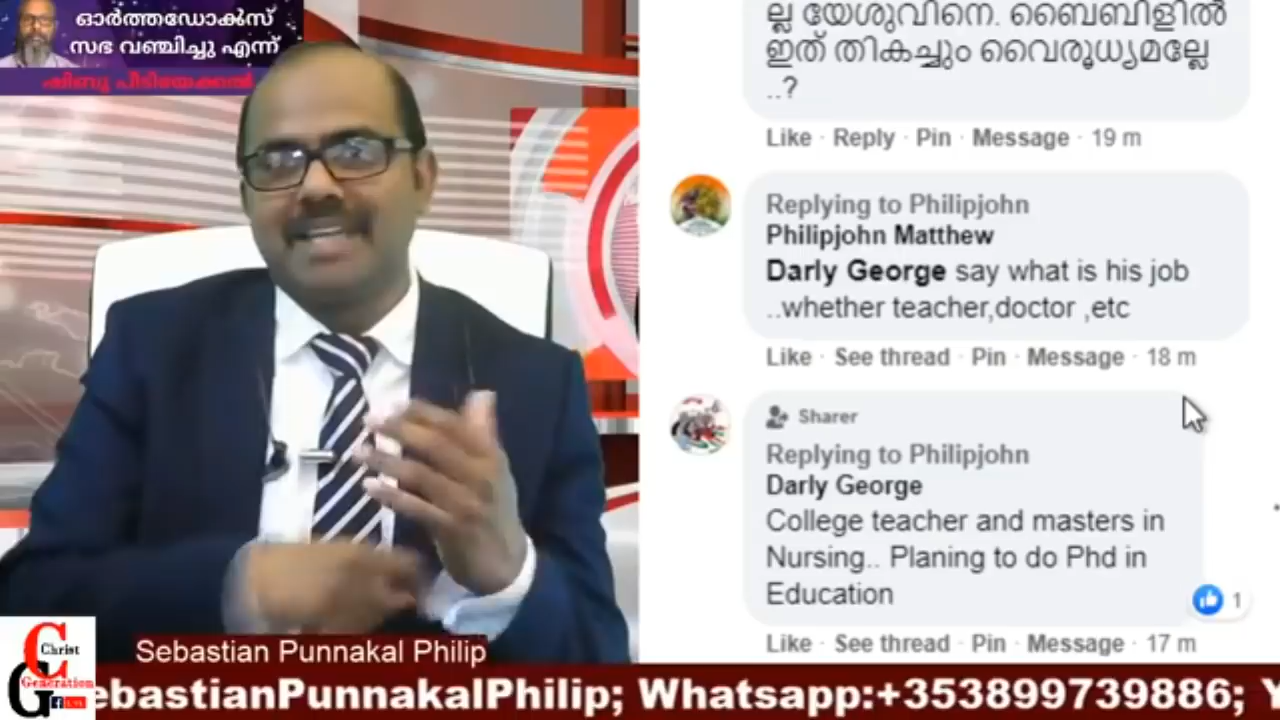 ഓർത്തഡോക്സ്
സഭ വഞ്ചിച്ചു എന്ന്
ഷിബു പീടിയേക്കൽ
ല്ല യേശുവിനെ. ബൈബിളിൽ
ഇത് തികച്ചും വൈരൂധ്യമല്ലേ
..?
Like · Reply · Pin · Message · 19 m
Replying to Philipjohn
Philipjohn Matthew
Darly George say what is his job
..whether teacher,doctor ,etc
Like · See thread · Pin · Message · 18 m
Sharer
Replying to Philipjohn
Darly George
College teacher and masters in
Nursing.. Planing to do Phd in
Education
1
Like · See thread · Pin · Message · 17 m
Sebastian Punnakal Philip
C Christ
G Generation
ebastianPunnakalPhilip; Whatsapp:+353899739886; Y